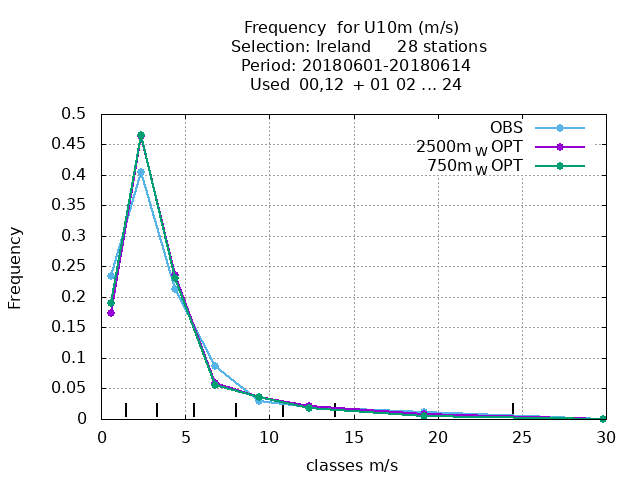 Frequency for U10m (m/s)
Selection: Ireland 28 stations
Period: 20180601-20180614
Used 00,12 + 01 02 ... 24
OBS
2500m W OPT
750m W OPT
0.5
0.45
0.4
0.35
0.3
0.25
0.2
0.15
0.1
0.05
0
Frequency
0 5 10 15 20 25 30
classes m/s